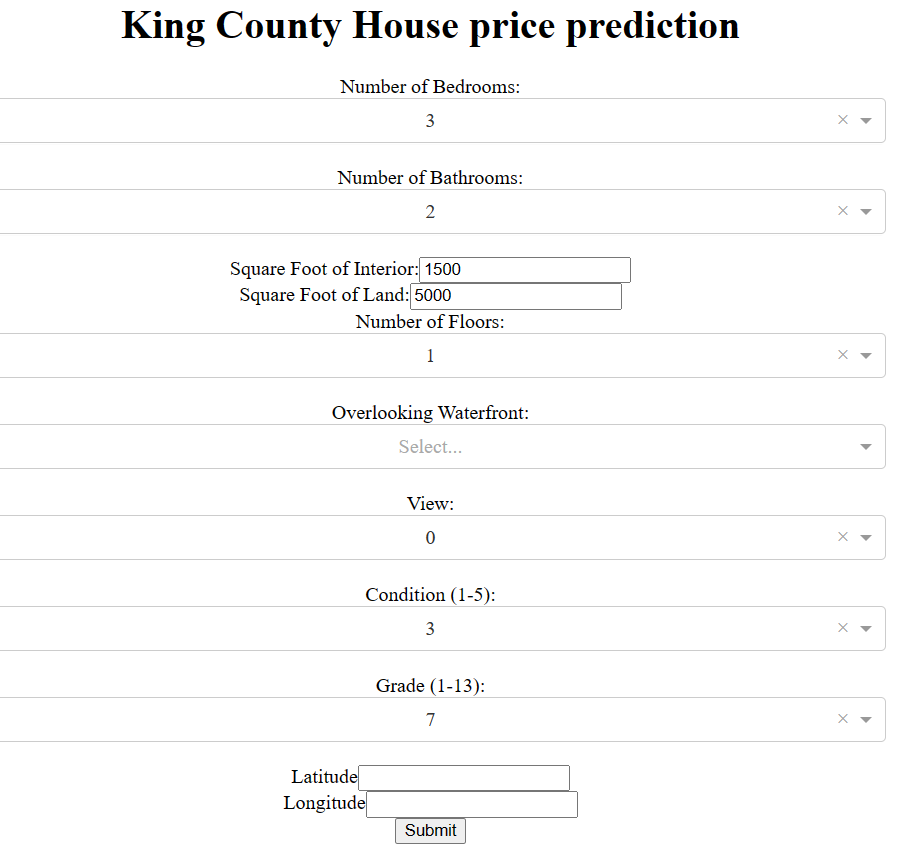 King County House price prediction
Number of Bedrooms:
3
Number of Bathrooms:
2
Square Foot of Interior: 1500
Square Foot of Land: 5000
Number of Floors:
1
Overlooking Waterfront:
Select...
View:
0
Condition (1-5):
3
Grade (1-13):
7
Latitude
Longitude
Submit